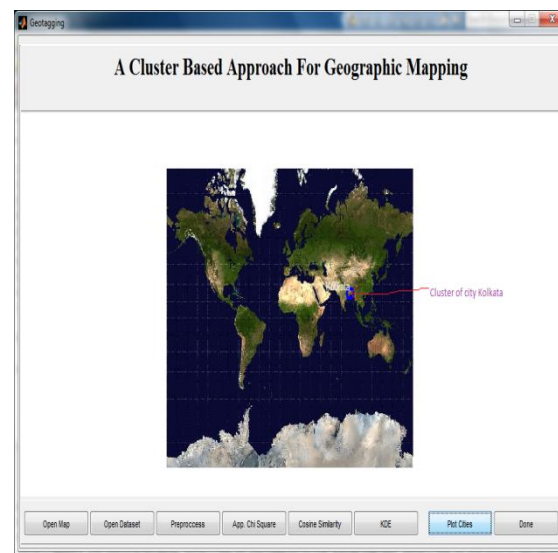 Geotagging
A Cluster Based Approach For Geographic Mapping
Cluster of city Kolkata
Open Map
Open Dataset
Preproccess
App. Chi Square
Cosine Similarity
KDE
Plot Cities
Done